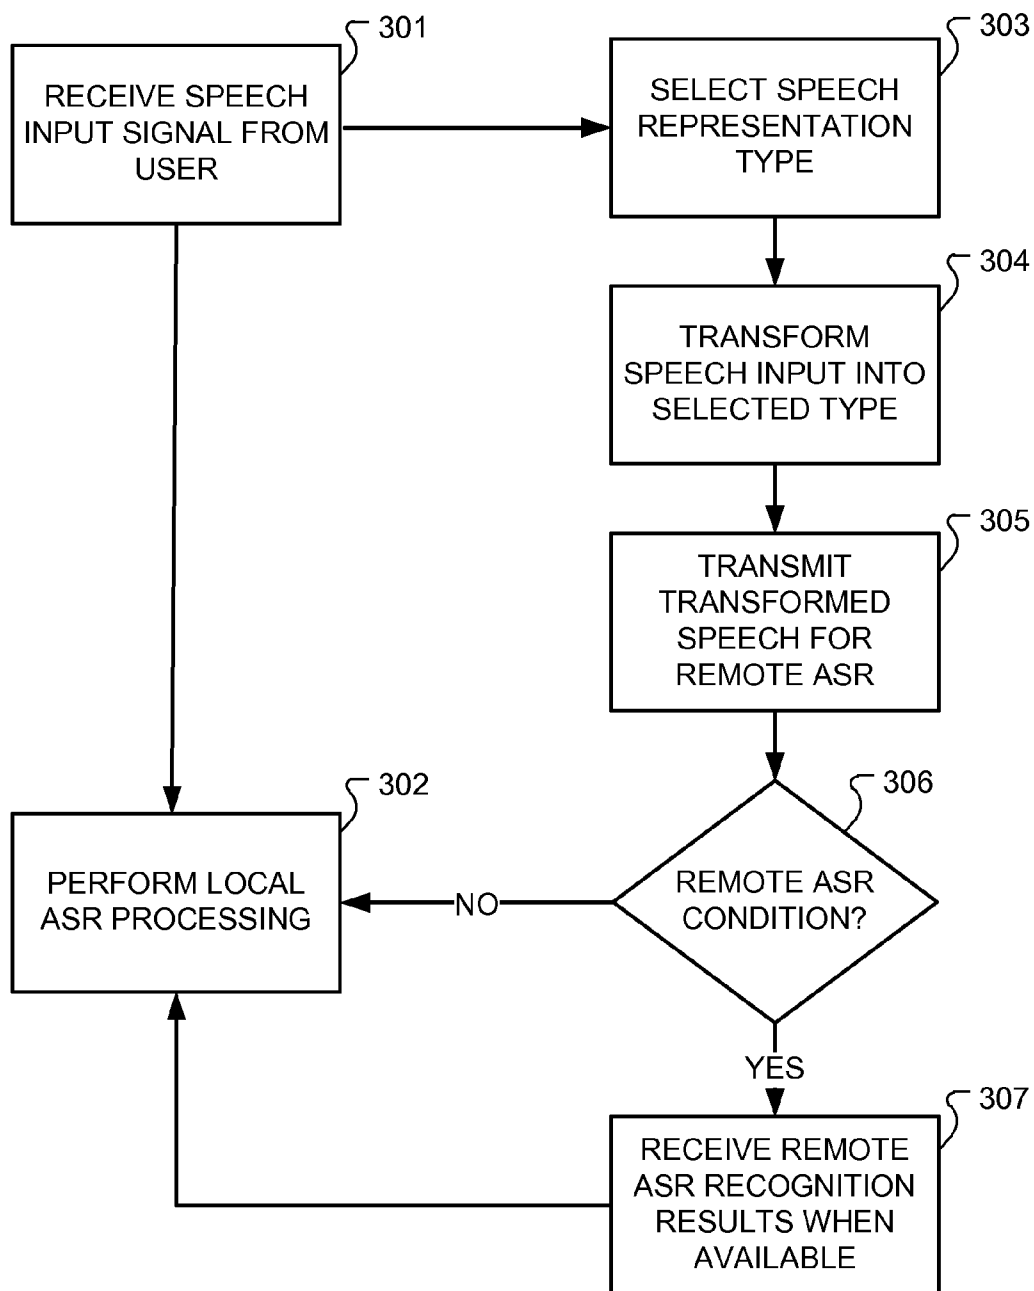 301
RECEIVE SPEECH
INPUT SIGNAL FROM
USER
303
SELECT SPEECH
REPRESENTATION
TYPE
304
TRANSFORM
SPEECH INPUT INTO
SELECTED TYPE
305
TRANSMIT
TRANSFORMED
SPEECH FOR
REMOTE ASR
302
PERFORM LOCAL
ASR PROCESSING
NO
306
REMOTE ASR
CONDITION?
YES
307
RECEIVE REMOTE
ASR RECOGNITION
RESULTS WHEN
AVAILABLE